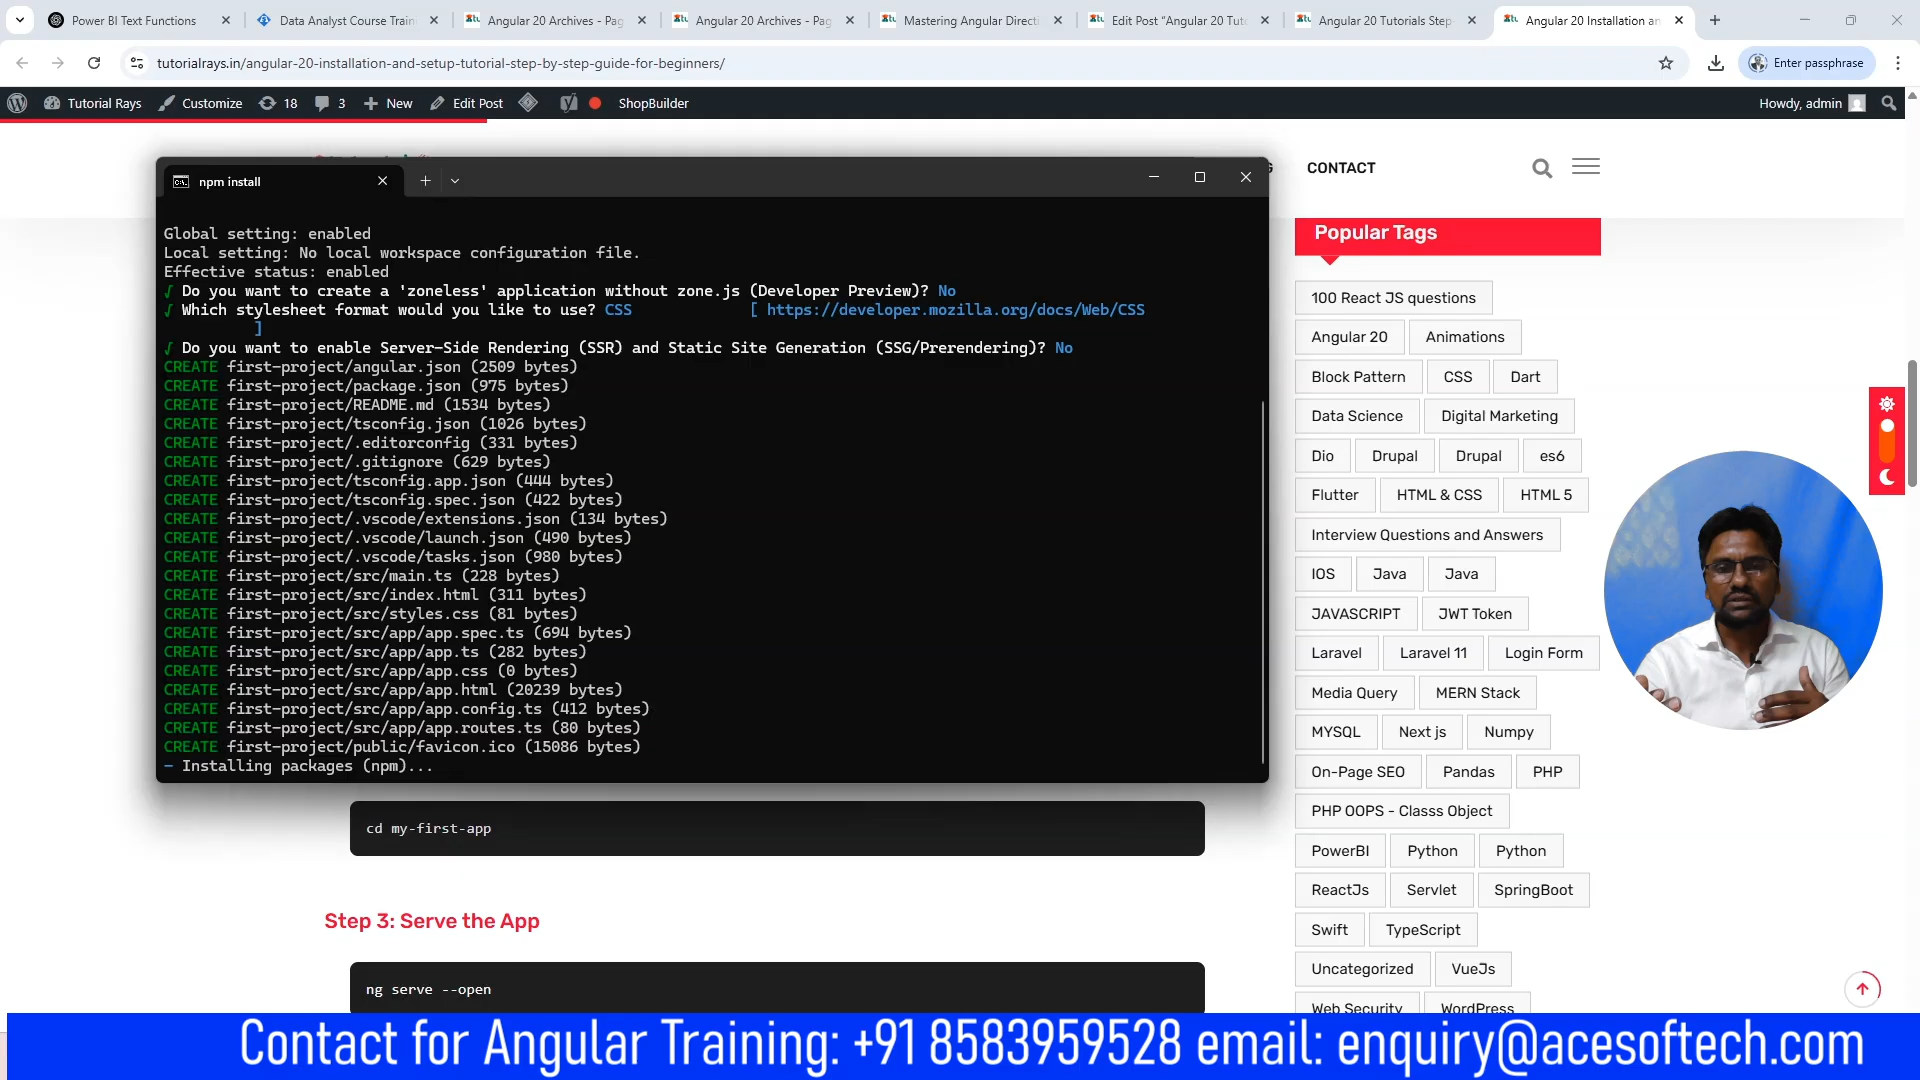 Power BI Text Functions
Data Analyst Course Train
Angular 20 Archives - Pag
Angular 20 Archives - Pag
Mastering Angular Directi
Edit Post "Angular 20 Tuto
Angular 20 Tutorials Step
Angular 20 Installation an
tutorialrays.in/angular-20-installation-and-setup-tutorial-step-by-step-guide-for-beginners/
Enter passphrase
Tutorial Rays
Customize
18
3
New
Edit Post
ShopBuilder
Howdy, admin
CONTACT
npm install
Global setting: enabled
Local setting: No local workspace configuration file.
Effective status: enabled
√ Do you want to create a 'zoneless' application without zone.js (Developer Preview)? No
√ Which stylesheet format would you like to use? CSS [ https://developer.mozilla.org/docs/Web/CSS
]
√ Do you want to enable Server-Side Rendering (SSR) and Static Site Generation (SSG/Prerendering)? No
CREATE first-project/angular.json (2509 bytes)
CREATE first-project/package.json (975 bytes)
CREATE first-project/README.md (1534 bytes)
CREATE first-project/tsconfig.json (1026 bytes)
CREATE first-project/.editorconfig (331 bytes)
CREATE first-project/.gitignore (629 bytes)
CREATE first-project/tsconfig.app.json (444 bytes)
CREATE first-project/tsconfig.spec.json (422 bytes)
CREATE first-project/.vscode/extensions.json (134 bytes)
CREATE first-project/.vscode/launch.json (490 bytes)
CREATE first-project/.vscode/tasks.json (980 bytes)
CREATE first-project/src/main.ts (228 bytes)
CREATE first-project/src/index.html (311 bytes)
CREATE first-project/src/styles.css (81 bytes)
CREATE first-project/src/app/app.spec.ts (694 bytes)
CREATE first-project/src/app/app.ts (282 bytes)
CREATE first-project/src/app/app.css (0 bytes)
CREATE first-project/src/app/app.html (20239 bytes)
CREATE first-project/src/app/app.config.ts (412 bytes)
CREATE first-project/src/app/app.routes.ts (80 bytes)
CREATE first-project/public/favicon.ico (15086 bytes)
- Installing packages (npm)...
cd my-first-app
Step 3: Serve the App
ng serve --open
Popular Tags
100 React JS questions
Angular 20
Animations
Block Pattern
CSS
Dart
Data Science
Digital Marketing
Dio
Drupal
Drupal
es6
Flutter
HTML & CSS
HTML 5
Interview Questions and Answers
IOS
Java
Java
JAVASCRIPT
JWT Token
Laravel
Laravel 11
Login Form
Media Query
MERN Stack
MYSQL
Next js
Numpy
On-Page SEO
Pandas
PHP
PHP OOPS - Classs Object
PowerBI
Python
Python
ReactJs
Servlet
SpringBoot
Swift
TypeScript
Uncategorized
VueJs
Web Security
WordPress
Contact for Angular Training: +91 8583959528 email: enquiry@acesoftech.com